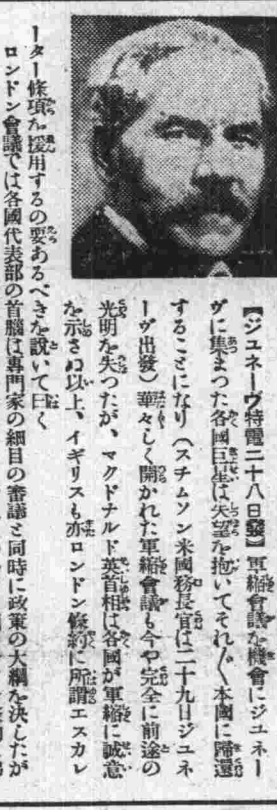 【ジユネーヴ特電二十八日發】軍縮會議を機會にジユネー
ヴに集まつた各國巨星は失望を抱いてそれ〴〵本國に歸還
することになり(スチムソン米國務長官は二十九日ジユネ
ーヴ出發)華々しく開かれた軍縮會議も今や完全に前途の
光明を失つたが、マクドナルド英首相は各國が軍縮に誠意
を示さぬ以上、イギリスも亦ロンドン條約に所謂エスカレ
ーター條項を援用するの要あるべきを說いて曰く
ロンドン會議では各國代表部の首腦は專門家の細目の審議と同時に政策の大綱を決したが